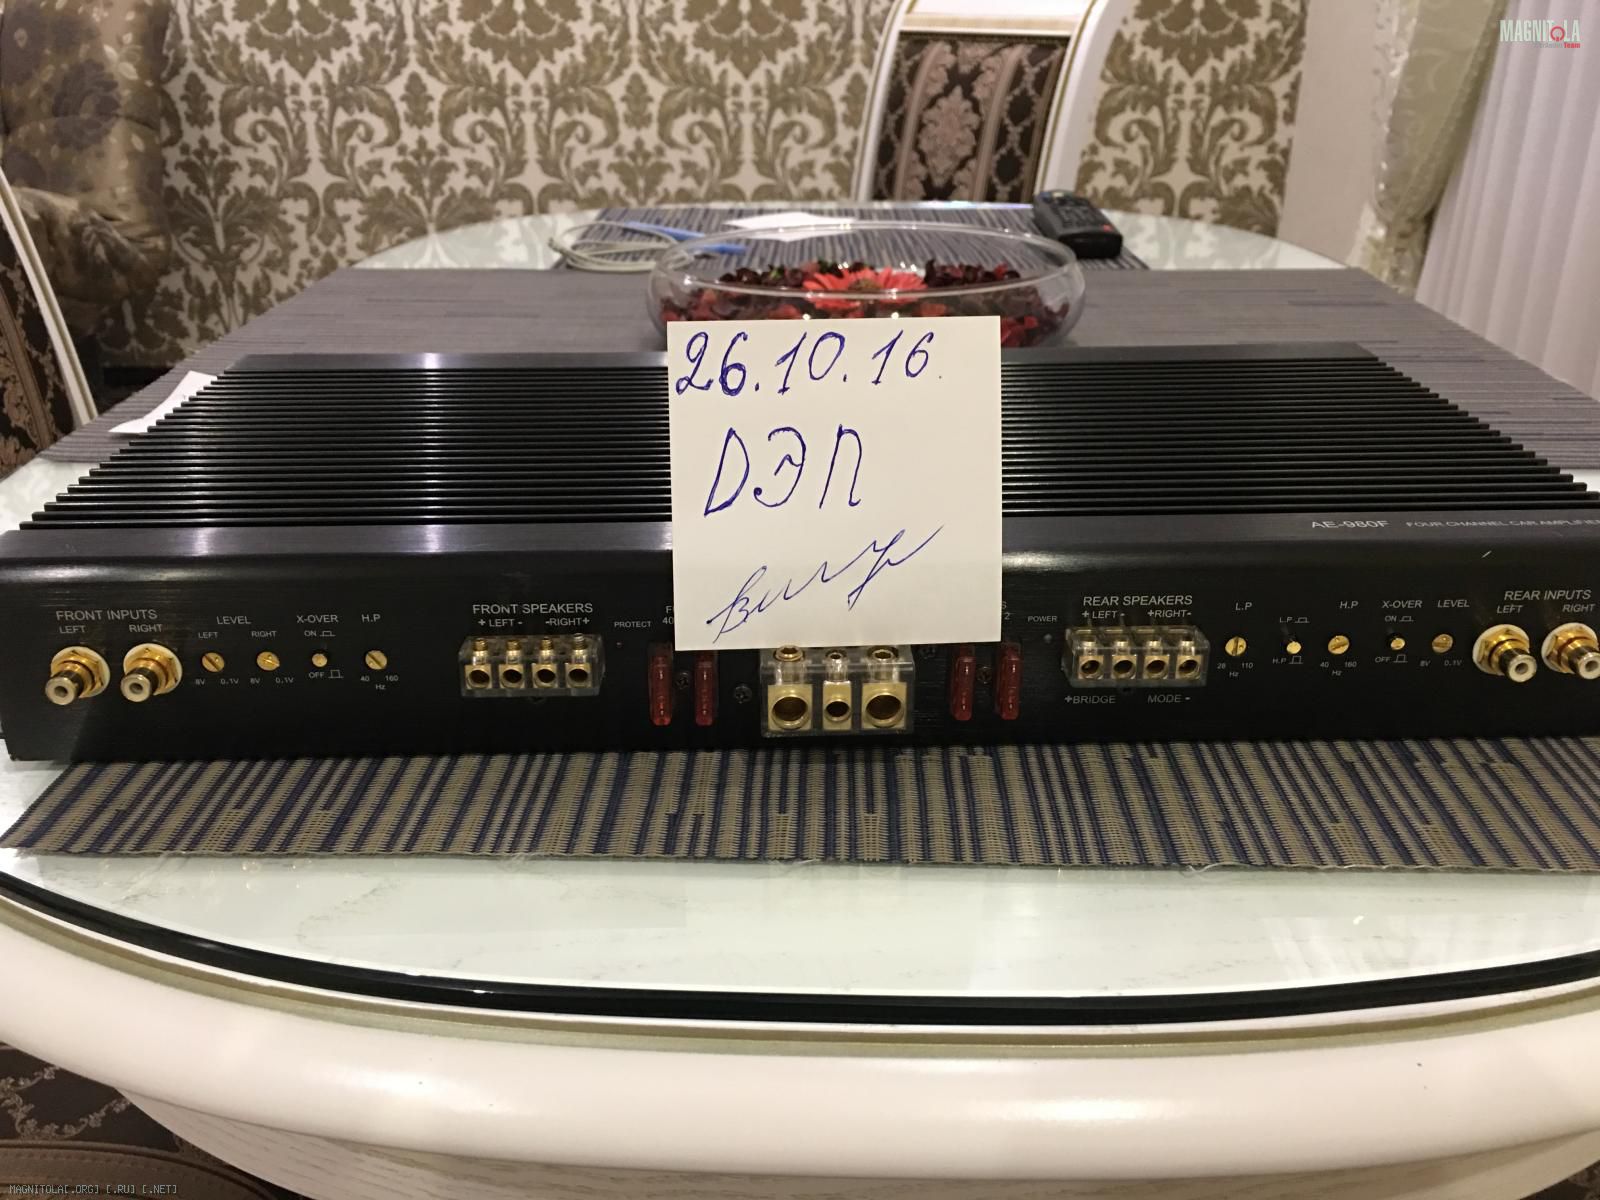 MAGNITOLA
26.10.16.
DЭП
AE-980F FOUR CHANNEL CAR AMPLIFIER
FRONT INPUTS
LEFT RIGHT
LEVEL
LEFT RIGHT
8V 0.1V 8V 0.1V
X-OVER
ON
OFF
H.P
40 160
Hz
FRONT SPEAKERS
+ LEFT - -RIGHT+
PROTECT
POWER
REAR SPEAKERS
+ LEFT - +RIGHT-
+BRIDGE MODE -
L.P
28 110
Hz
L.P
H.P
H.P
40 160
Hz
X-OVER
ON
OFF
LEVEL
8V 0.1V
REAR INPUTS
LEFT RIGHT
MAGNITOLA[.ORG] [.RU] [.NET]